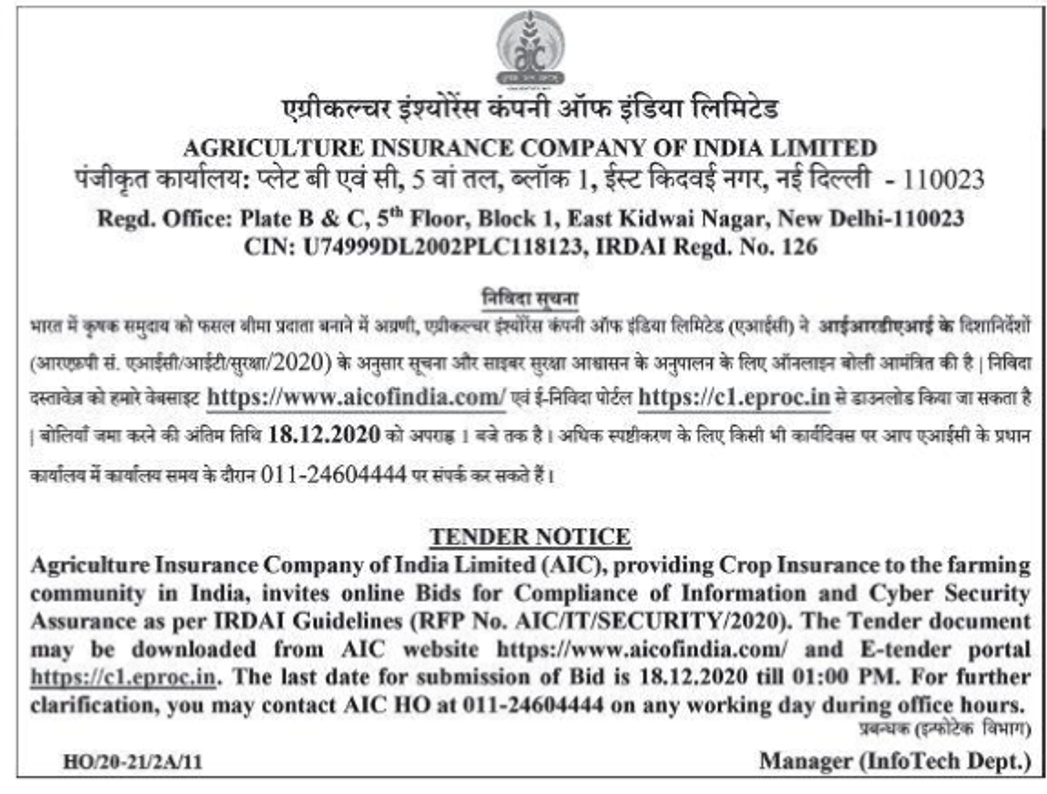 aic
एग्रीकल्चर इंश्योरेंस कंपनी ऑफ इंडिया लिमिटेड
AGRICULTURE INSURANCE COMPANY OF INDIA LIMITED
पंजीकृत कार्यालय: प्लेट बी एवं सी, 5 वां तल, ब्लॉक 1, ईस्ट किदवई नगर, नई दिल्ली - 110023
Regd. Office: Plate B & C, 5th Floor, Block 1, East Kidwai Nagar, New Delhi-110023
CIN: U74999DL2002PLC118123, IRDAI Regd. No. 126
निविदा सूचना
भारत में कृषक समुदाय को फसल बीमा प्रदाता बनाने में अग्रणी, एग्रीकल्चर इंश्योरेंस कंपनी ऑफ इंडिया लिमिटेड (एआईसी) ने आईआरडीएआई के दिशानिर्देशों
(आरएफ़पी सं. एआईसी/आईटी/सुरक्षा/2020) के अनुसार सूचना और साइबर सुरक्षा आश्वासन के अनुपालन के लिए ऑनलाइन बोली आमंत्रित की है | निविदा
दस्तावेज़ को हमारे वेबसाइट https://www.aicofindia.com/ एवं ई-निविदा पोर्टल https://c1.eproc.in से डाउनलोड किया जा सकता है
| बोलियाँ जमा करने की अंतिम तिथि 18.12.2020 को अपराह्न 1 बजे तक है। अधिक स्पष्टीकरण के लिए किसी भी कार्यदिवस पर आप एआईसी के प्रधान
कार्यालय में कार्यालय समय के दौरान 011-24604444 पर संपर्क कर सकते हैं।
TENDER NOTICE
Agriculture Insurance Company of India Limited (AIC), providing Crop Insurance to the farming
community in India, invites online Bids for Compliance of Information and Cyber Security
Assurance as per IRDAI Guidelines (RFP No. AIC/IT/SECURITY/2020). The Tender document
may be downloaded from AIC website https://www.aicofindia.com/ and E-tender portal
https://c1.eproc.in. The last date for submission of Bid is 18.12.2020 till 01:00 PM. For further
clarification, you may contact AIC HO at 011-24604444 on any working day during office hours.
प्रबन्धक (इन्फोटेक विभाग)
HO/20-21/2A/11 Manager (InfoTech Dept.)